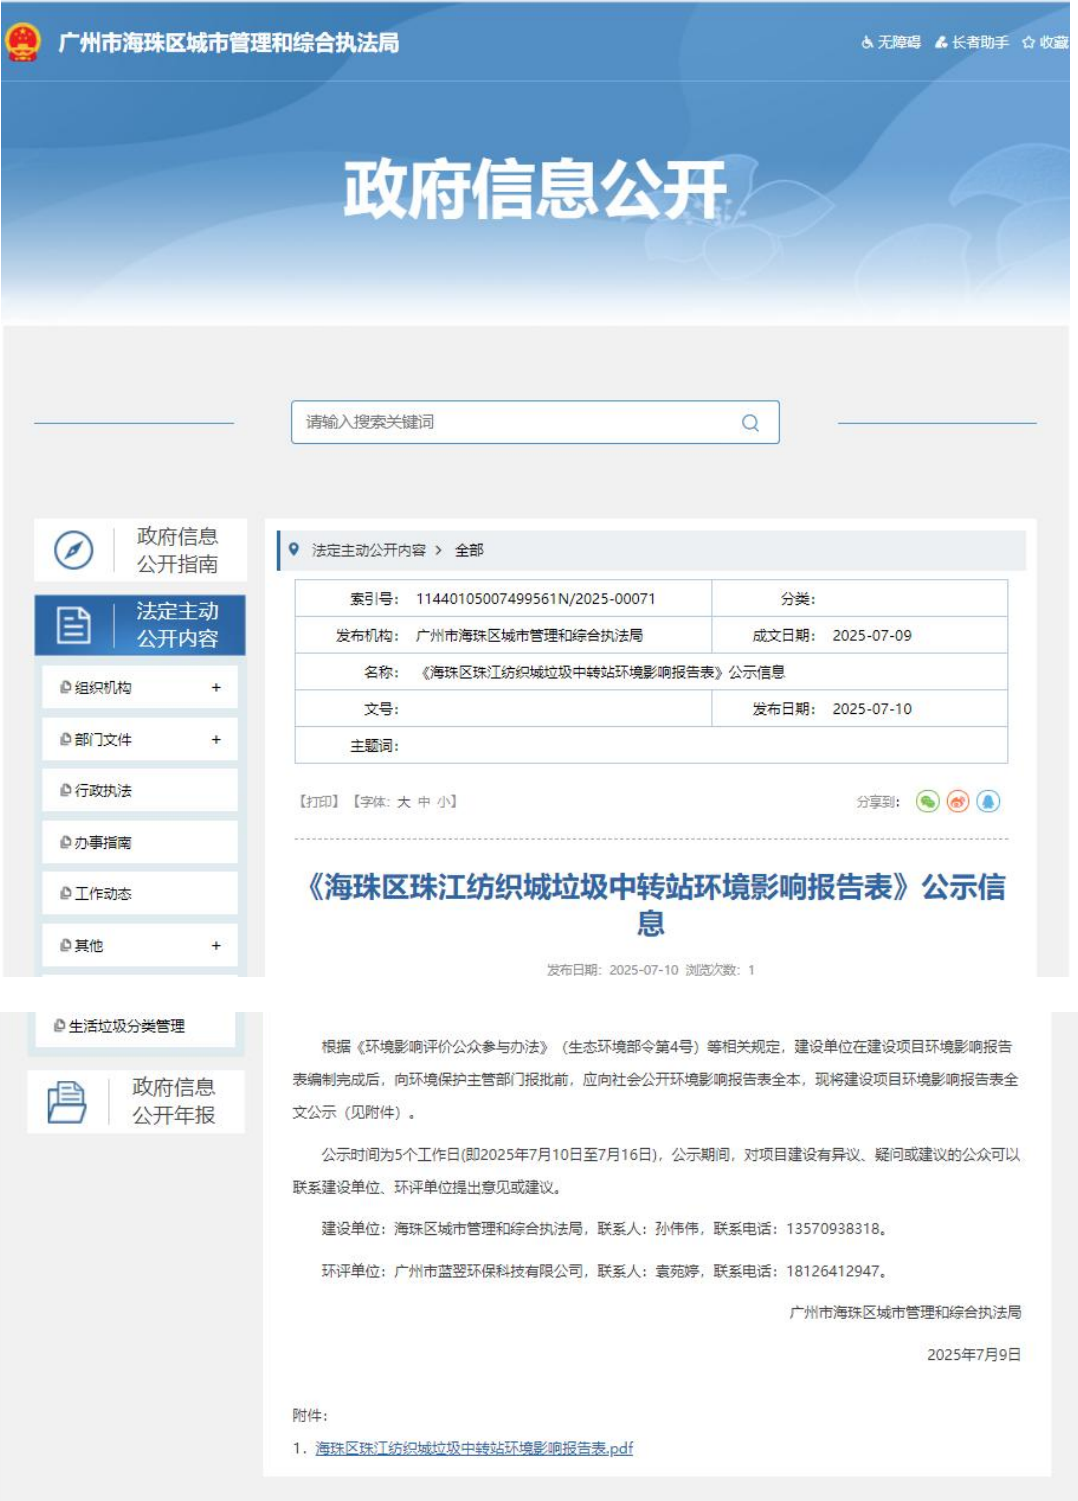 广州市海珠区城市管理和综合执法局
无障碍 长者助手 收藏
政府信息公开
请输入搜索关键词
政府信息
公开指南
法定主动
公开内容
组织机构 +
部门文件 +
行政执法
办事指南
工作动态
其他 +
法定主动公开内容 > 全部
索引号: 11440105007499561N/2025-00071 分类:
发布机构: 广州市海珠区城市管理和综合执法局 成文日期: 2025-07-09
名称: 《海珠区珠江纺织城垃圾中转站环境影响报告表》公示信息
文号: 发布日期: 2025-07-10
主题词:
【打印】【字体: 大 中 小】 分享到:
《海珠区珠江纺织城垃圾中转站环境影响报告表》公示信
息
发布日期: 2025-07-10 浏览次数: 1
生活垃圾分类管理
政府信息
公开年报
根据《环境影响评价公众参与办法》(生态环境部令第4号)等相关规定,建设单位在建设项目环境影响报告
表编制完成后,向环境保护主管部门报批前,应向社会公开环境影响报告表全本,现将建设项目环境影响报告表全
文公示(见附件)。
公示时间为5个工作日(即2025年7月10日至7月16日),公示期间,对项目建设有异议、疑问或建议的公众可以
联系建设单位、环评单位提出意见或建议。
建设单位:海珠区城市管理和综合执法局,联系人:孙伟伟,联系电话:13570938318。
环评单位:广州市蓝翌环保科技有限公司,联系人:袁苑婷,联系电话:18126412947。
广州市海珠区城市管理和综合执法局
2025年7月9日
附件:
1. 海珠区珠江纺织城垃圾中转站环境影响报告表.pdf